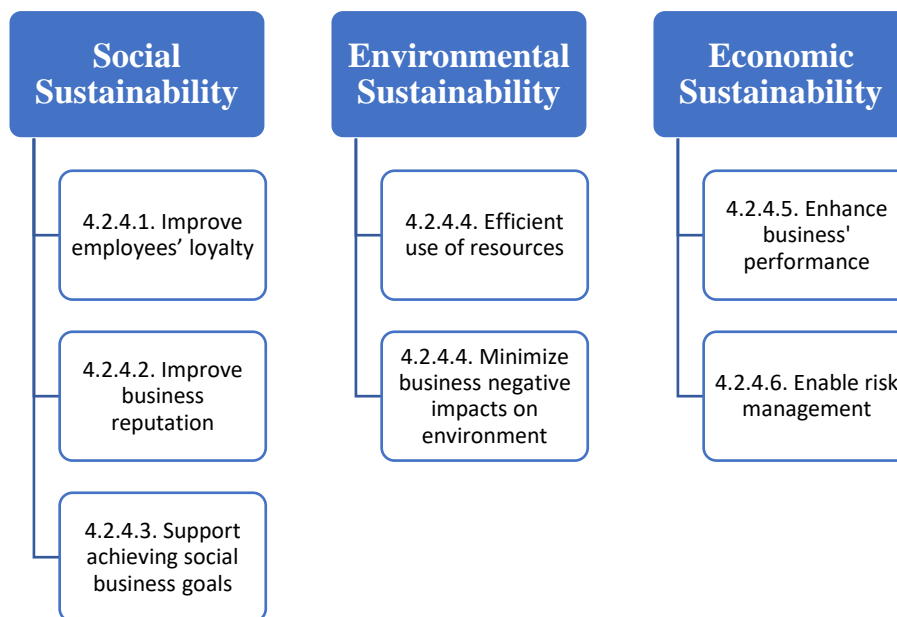 Social
Sustainability
4.2.4.1. Improve
employees’ loyalty
4.2.4.2. Improve
business
reputation
4.2.4.3. Support
achieving social
business goals
Environmental
Sustainability
4.2.4.4. Efficient
use of resources
4.2.4.4. Minimize
business negative
impacts on
environment
Economic
Sustainability
4.2.4.5. Enhance
business'
performance
4.2.4.6. Enable risk
management